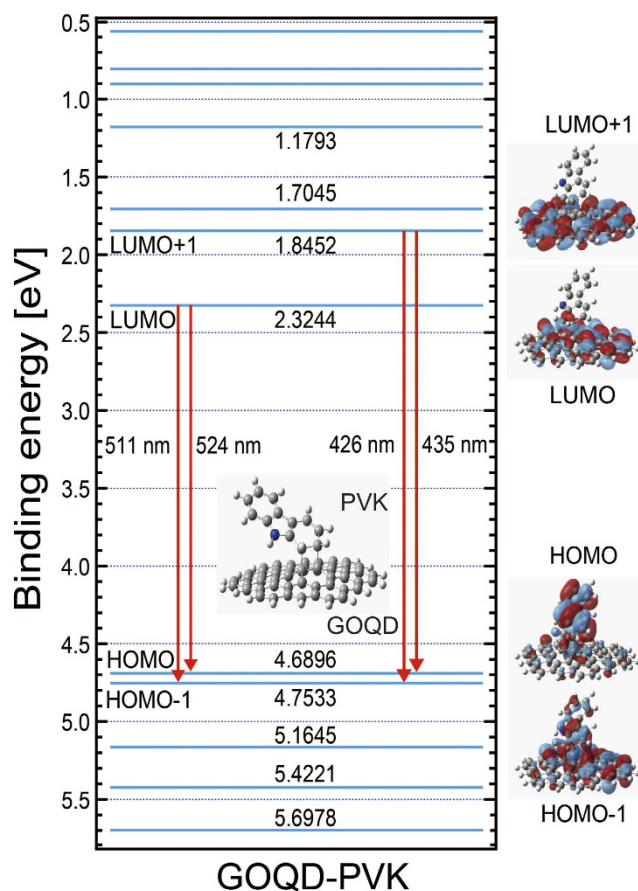 Binding energy [eV]
0.5
1.0
1.5
2.0
2.5
3.0
3.5
4.0
4.5
5.0
5.5
1.1793
1.7045
LUMO+1
1.8452
LUMO
2.3244
511 nm
524 nm
426 nm
435 nm
PVK
GOQD
HOMO
4.6896
HOMO-1
4.7533
5.1645
5.4221
5.6978
GOQD-PVK
LUMO+1
LUMO
HOMO
HOMO-1